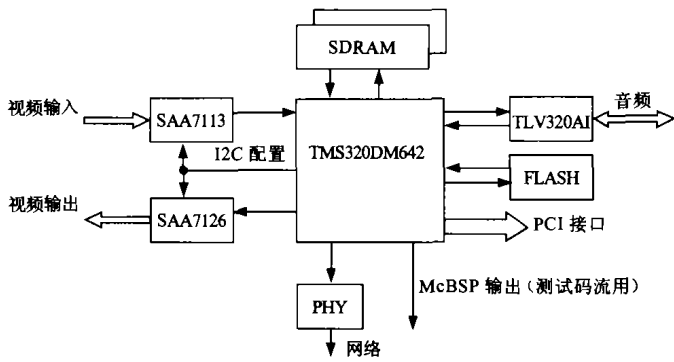 SDRAM
视频输入
SAA7113
TMS320DM642
TLV320AI
音频
I2C 配置
FLASH
视频输出
SAA7126
PCI 接口
McBSP 输出(测试码流用)
PHY
网络